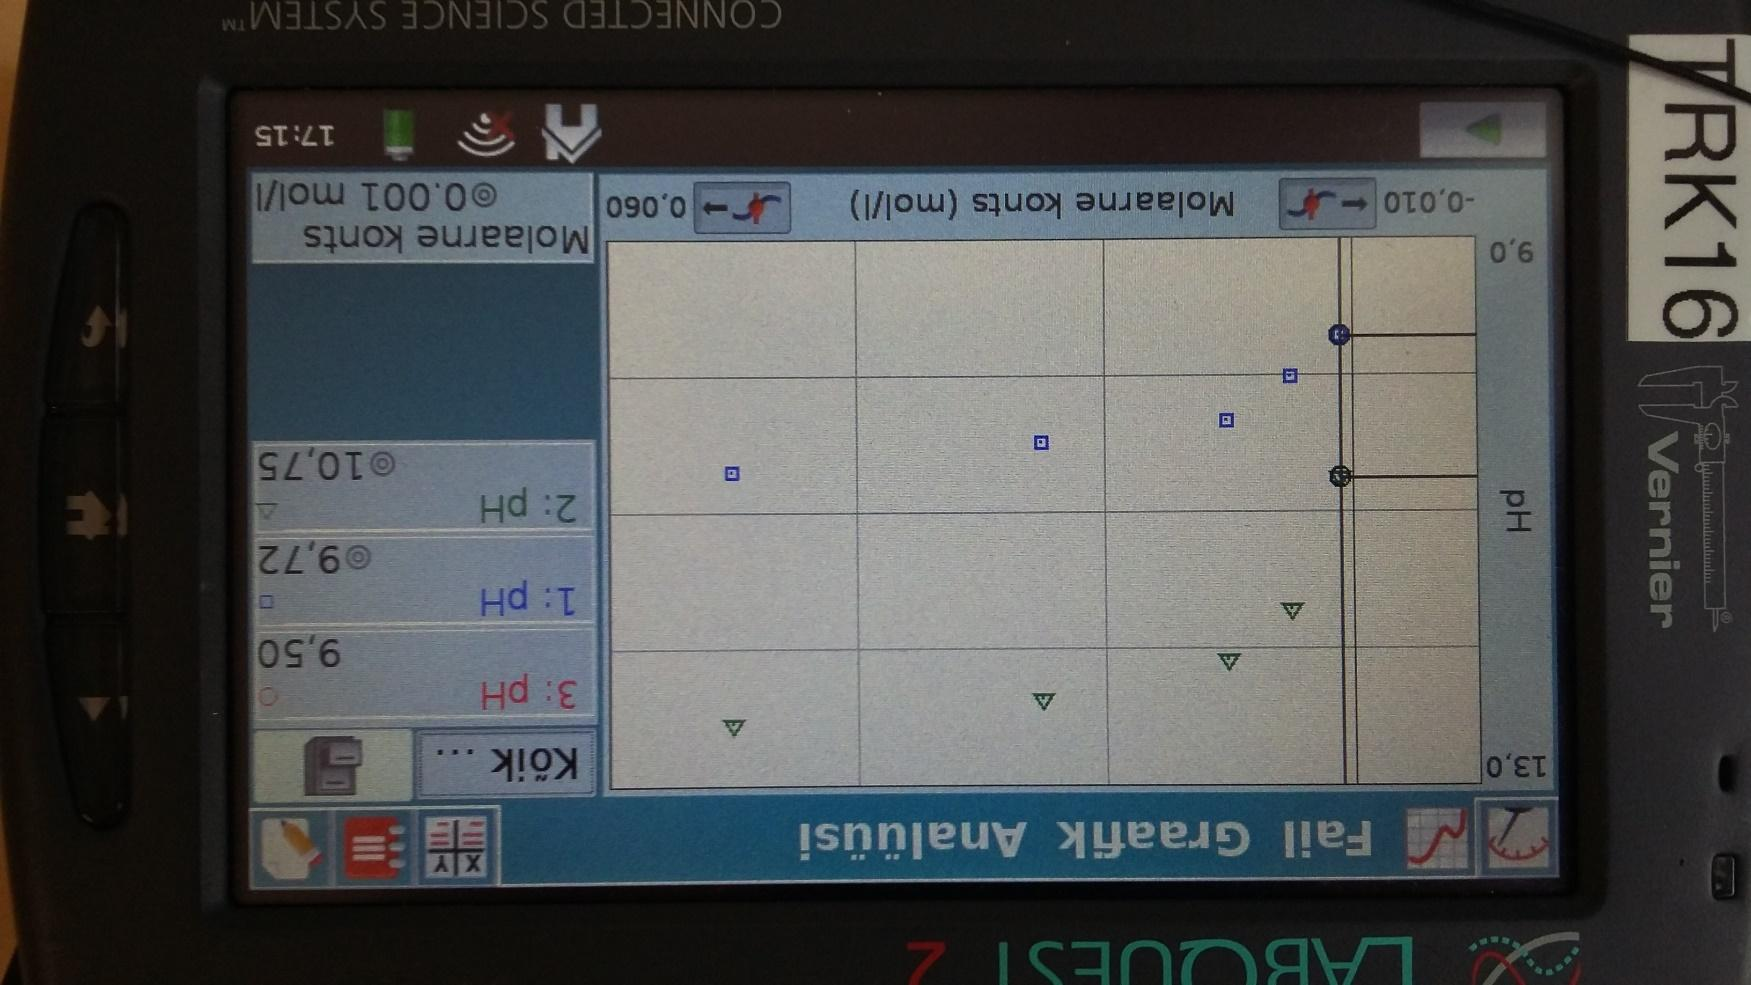 LABQUEST 2
Fail Graafik Analüüsi
X Y
13,0
pH
9,0
-0,010
Molaarne konts (mol/l)
0,060
Kõik ...
3: pH
9,50
1: pH
9,72
2: pH
10,75
Molaarne konts
0.001 mol/l
17:15
CONNECTED SCIENCE SYSTEM™
Vernier®
TRK16